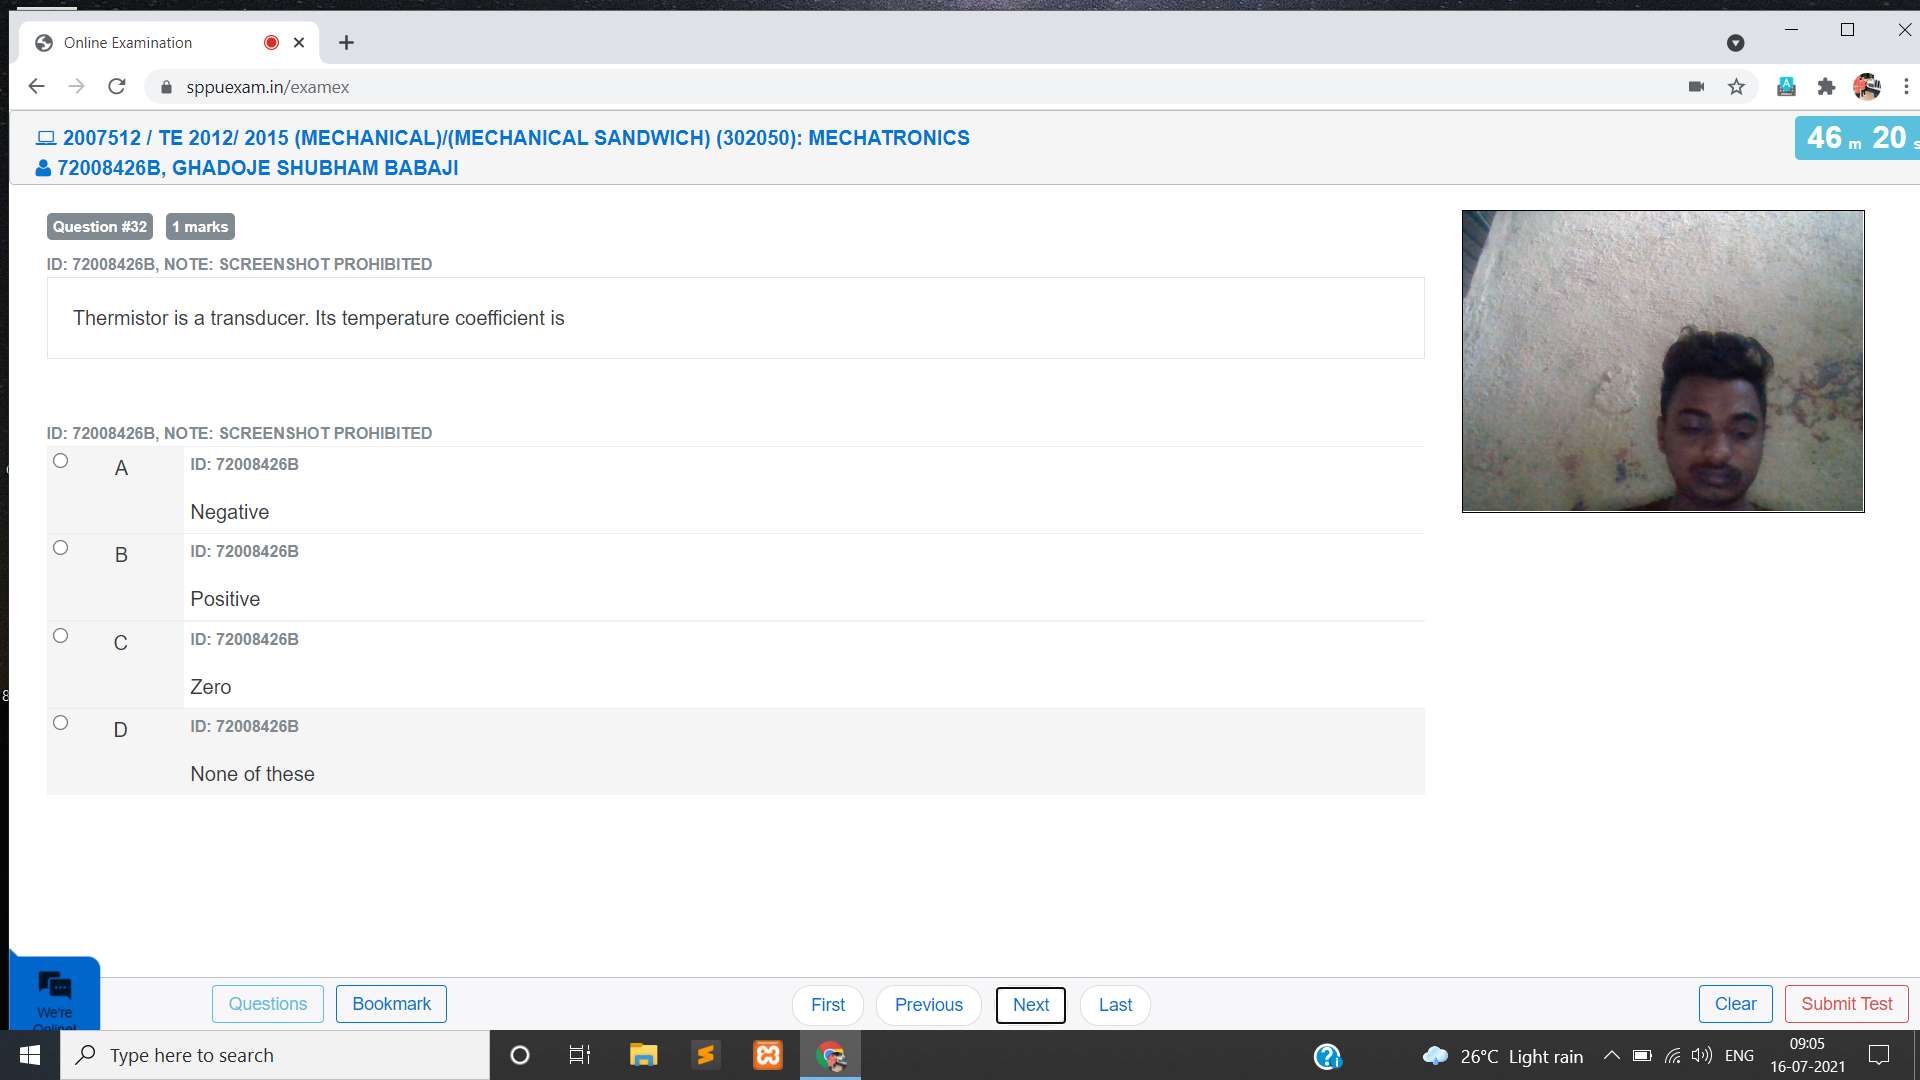 Online Examination
sppuexam.in/examex
2007512 / TE 2012/ 2015 (MECHANICAL)/(MECHANICAL SANDWICH) (302050): MECHATRONICS
46 m 20 s
72008426B, GHADOJE SHUBHAM BABAJI
Question #32 1 marks
ID: 72008426B, NOTE: SCREENSHOT PROHIBITED
Thermistor is a transducer. Its temperature coefficient is
ID: 72008426B, NOTE: SCREENSHOT PROHIBITED
A ID: 72008426B
Negative
B ID: 72008426B
Positive
C ID: 72008426B
Zero
D ID: 72008426B
None of these
We're
Online!
Questions Bookmark First Previous Next Last Clear Submit Test
Type here to search
26°C Light rain
ENG
09:05
16-07-2021